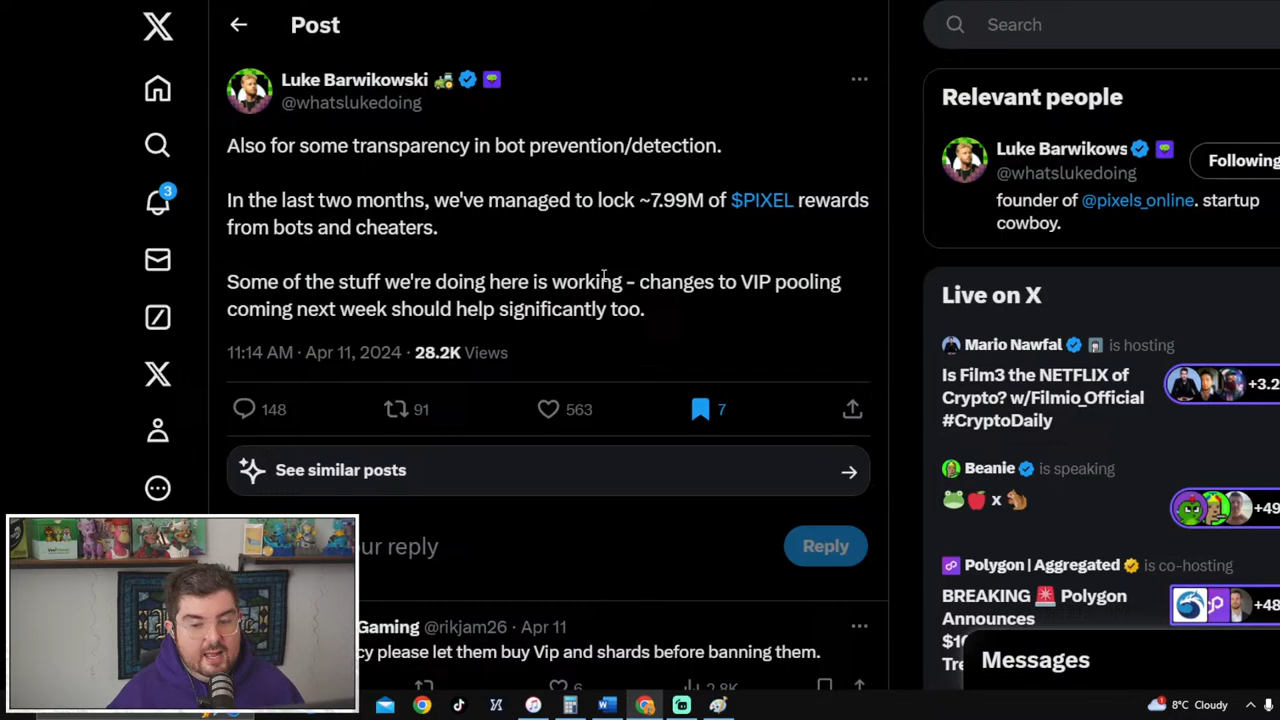 Post
Search
Luke Barwikowski
@whatslukedoing
Also for some transparency in bot prevention/detection.
In the last two months, we've managed to lock ~7.99M of $PIXEL rewards
from bots and cheaters.
Some of the stuff we're doing here is working - changes to VIP pooling
coming next week should help significantly too.
11:14 AM · Apr 11, 2024 · 28.2K Views
148
91
563
7
See similar posts
our reply
Reply
Gaming @rikjam26 · Apr 11
cy please let them buy Vip and shards before banning them.
6
2.8K
3
Relevant people
Luke Barwikows
@whatslukedoing
Following
founder of @pixels_online. startup
cowboy.
Live on X
Mario Nawfal is hosting
Is Film3 the NETFLIX of
Crypto? w/Filmio_Official
#CryptoDaily
+3.2
Beanie is speaking
x
+49
Polygon | Aggregated is co-hosting
BREAKING 🚨 Polygon
Announces
+48
Messages
8°C Cloudy